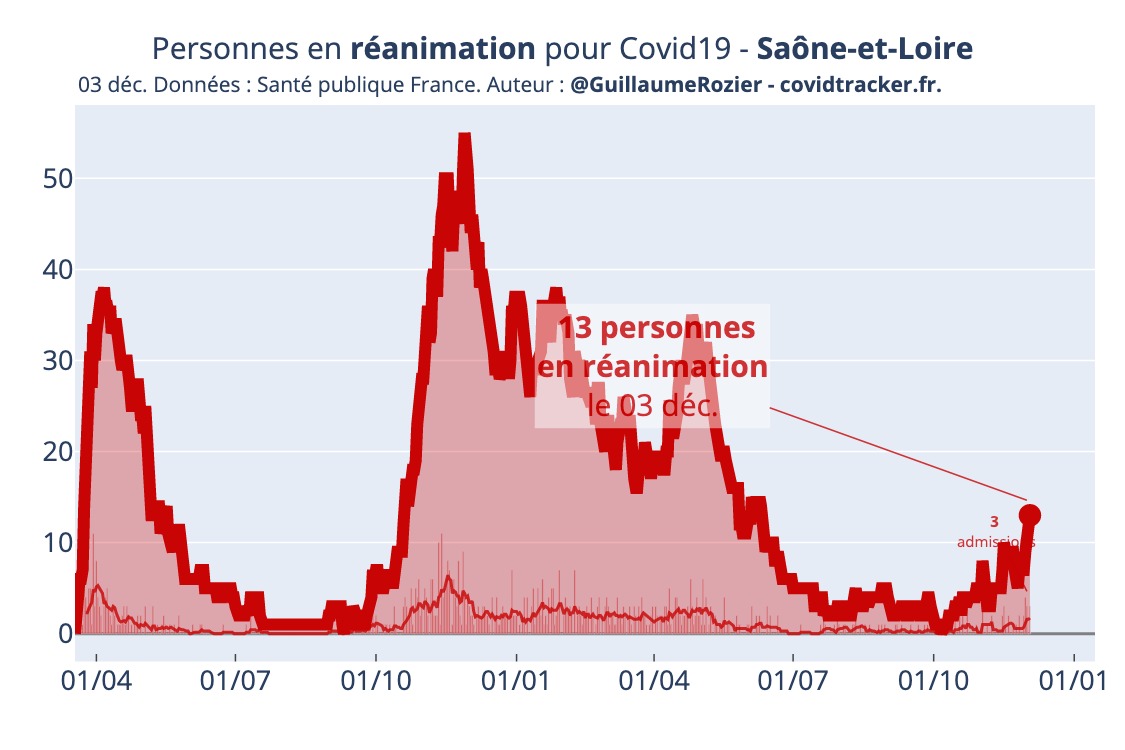 Personnes en réanimation pour Covid19 - Saône-et-Loire
03 déc. Données : Santé publique France. Auteur : @GuillaumeRozier - covidtracker.fr.
50
40
30
20
10
0
13 personnes
en réanimation
le 03 déc.
3
admissions
01/04
01/07
01/10
01/01
01/04
01/07
01/10
01/01